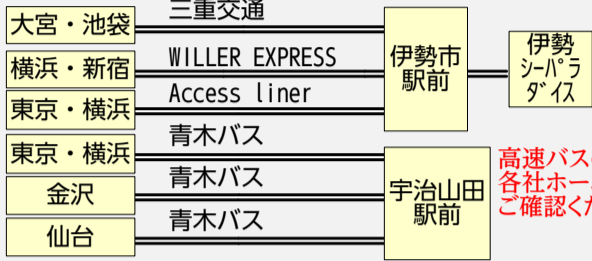 大宮・池袋
三重交通
横浜・新宿
WILLER EXPRESS
東京・横浜
Access liner
伊勢市
駅前
伊勢
シーパラ
ダイス
東京・横浜
青木バス
金沢
青木バス
仙台
青木バス
宇治山田
駅前
高速バス
各社ホー
ご確認く